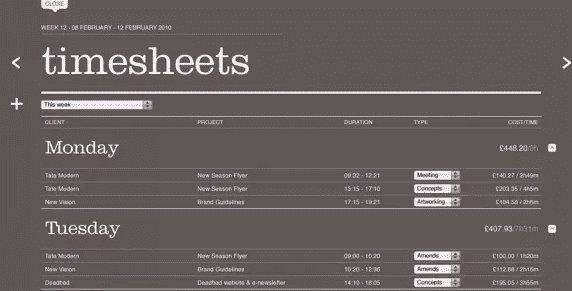 CLOSE
WEEK 12 - 08 FEBRUARY - 12 FEBRUARY 2010
timesheets
This week
CLIENT PROJECT DURATION TYPE COST/TIME
Monday £448.20/9h
Tate Modern New Season Flyer 09:32 - 12:21 Meeting £140.27 / 2h49m
Tate Modern New Season Flyer 13:15 - 17:10 Concepts £203.35 / 4h5m
New Vision Brand Guidelines 17:15 - 19:21 Artworking £104.58 / 2h6m
Tuesday £407.93/7h31m
Tate Modern New Season Flyer 09:00 - 10:20 Amends £100.00 / 1h20m
New Vision Brand Guidelines 10:20 - 12:36 Amends £112.88 / 2h16m
Deadbad Deadbad website & e-newsletter 14:10 - 18:05 Concepts £195.05 / 3h55m